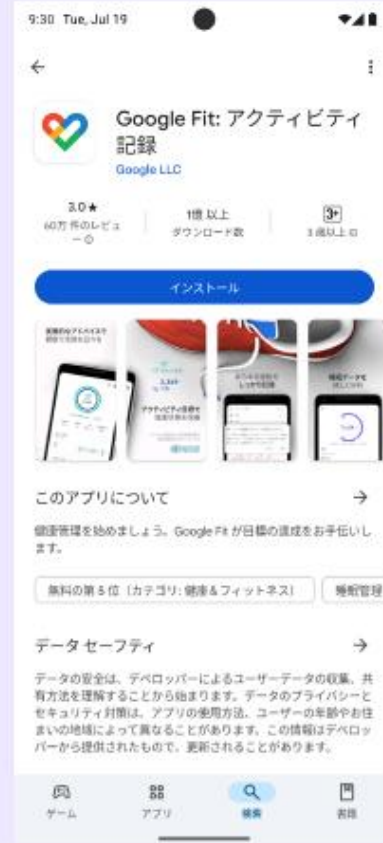 9:30 Tue, Jul 19
Google Fit: アクティビティ
記録
Google LLC
3.0★
60万 件のレビュ
ー
1億 以上
ダウンロード数
3+
3 歳以上
インストール
このアプリについて
健康管理を始めましょう。Google Fit が目標の達成をお手伝いし
ます。
無料の第 5 位（カテゴリ: 健康＆フィットネス）
睡眠管理
データ セーフティ
データの安全は、デベロッパーによるユーザーデータの収集、共
有方法を理解することから始まります。データのプライバシーと
セキュリティ対策は、アプリの使用方法、ユーザーの年齢やお住
まいの地域によって異なることがあります。この情報はデベロッ
パーから提供されたもので、更新されることがあります。
ゲーム
アプリ
検索
書籍